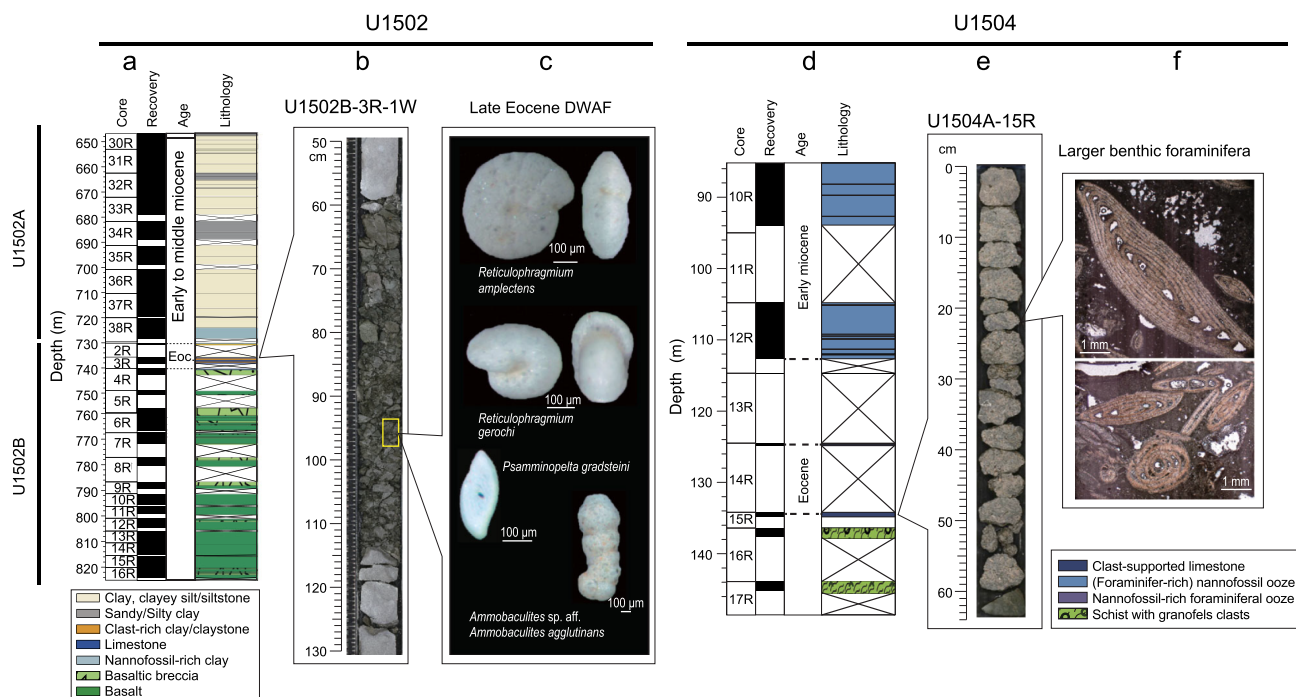 U1502
U1504
a
b
c
d
e
f
Core
Recovery
Age
Lithology
U1502B-3R-1W
Late Eocene DWAF
Core
Recovery
Age
Lithology
U1504A-15R
Larger benthic foraminifera
U1502A
U1502B
Depth (m)
650
660
670
680
690
700
710
720
730
740
750
760
770
780
790
800
810
820
30R
31R
32R
33R
34R
35R
36R
37R
38R
2R
3R
4R
5R
6R
7R
8R
9R
10R
11R
12R
13R
14R
15R
16R
Early to middle miocene
Eoc.
Clay, clayey silt/siltstone
Sandy/Silty clay
Clast-rich clay/claystone
Limestone
Nannofossil-rich clay
Basaltic breccia
Basalt
50
cm
60
70
80
90
100
110
120
130
100 µm
Reticulophragmium
amplectens
100 µm
Reticulophragmium
gerochi
Psamminopelta gradsteini
100 µm
100 µm
Ammobaculites sp. aff.
Ammobaculites agglutinans
Depth (m)
90
100
110
120
130
140
10R
11R
12R
13R
14R
15R
16R
17R
Early miocene
Eocene
cm
0
10
20
30
40
50
60
1 mm
1 mm
Clast-supported limestone
(Foraminifer-rich) nannofossil ooze
Nannofossil-rich foraminiferal ooze
Schist with granofels clasts